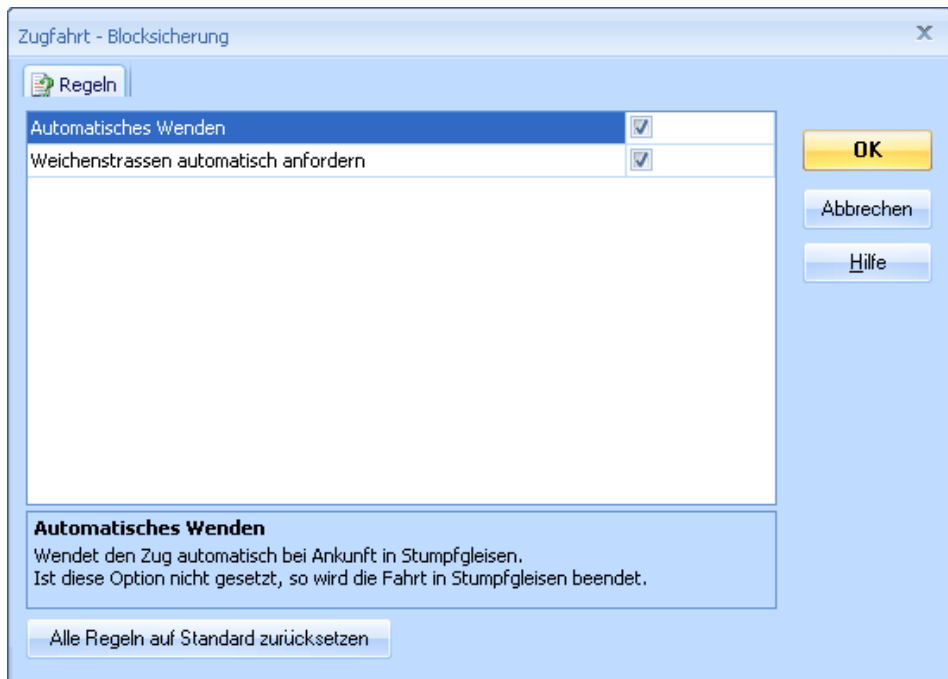 Zugfahrt - Blocksicherung
Regeln
Automatisches Wenden
Weichenstrassen automatisch anfordern
OK
Abbrechen
Hilfe
Automatisches Wenden
Wendet den Zug automatisch bei Ankunft in Stumpfgleisen.
Ist diese Option nicht gesetzt, so wird die Fahrt in Stumpfgleisen beendet.
Alle Regeln auf Standard zurücksetzen